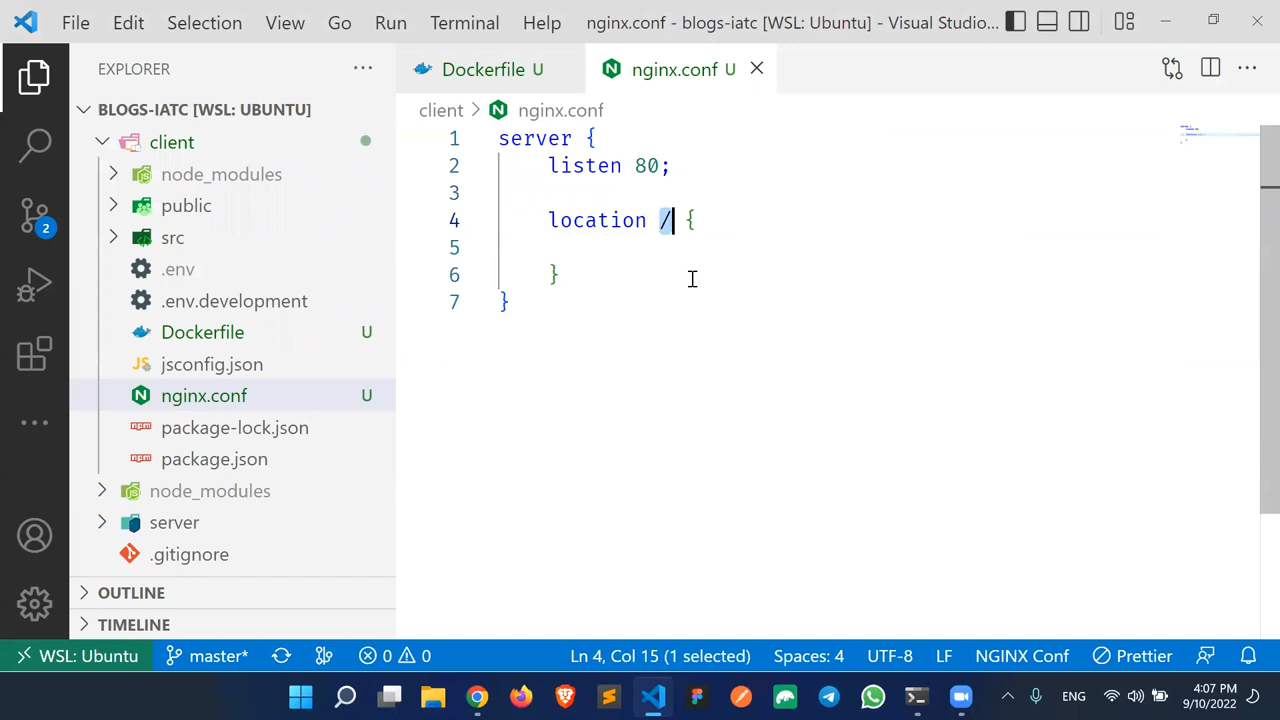 File Edit Selection View Go Run Terminal Help nginx.conf - blogs-iatc [WSL: Ubuntu] - Visual Studio...
EXPLORER
BLOGS-IATC [WSL: UBUNTU]
client
node_modules
public
src
.env
.env.development
Dockerfile U
JS jsconfig.json
nginx.conf U
package-lock.json
package.json
node_modules
server
.gitignore
OUTLINE
TIMELINE
2
Dockerfile U nginx.conf U
client > nginx.conf
1 server {
2 listen 80;
3
4 location / {
5
6 }
7 }
WSL: Ubuntu master* 0 0 Ln 4, Col 15 (1 selected) Spaces: 4 UTF-8 LF NGINX Conf Prettier
ENG 4:07 PM
9/10/2022